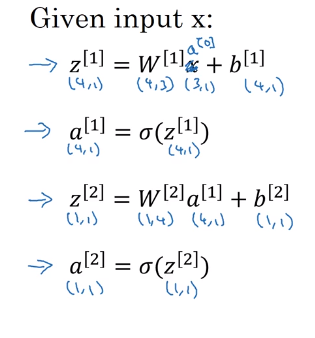 Given input x:
→ z^[1] = W^[1] a^[0] + b^[1]
(4,1) (4,3) (3,1) (4,1)
→ a^[1] = σ(z^[1])
(4,1) (4,1)
→ z^[2] = W^[2]a^[1] + b^[2]
(1,1) (1,4) (4,1) (1,1)
→ a^[2] = σ(z^[2])
(1,1) (1,1)